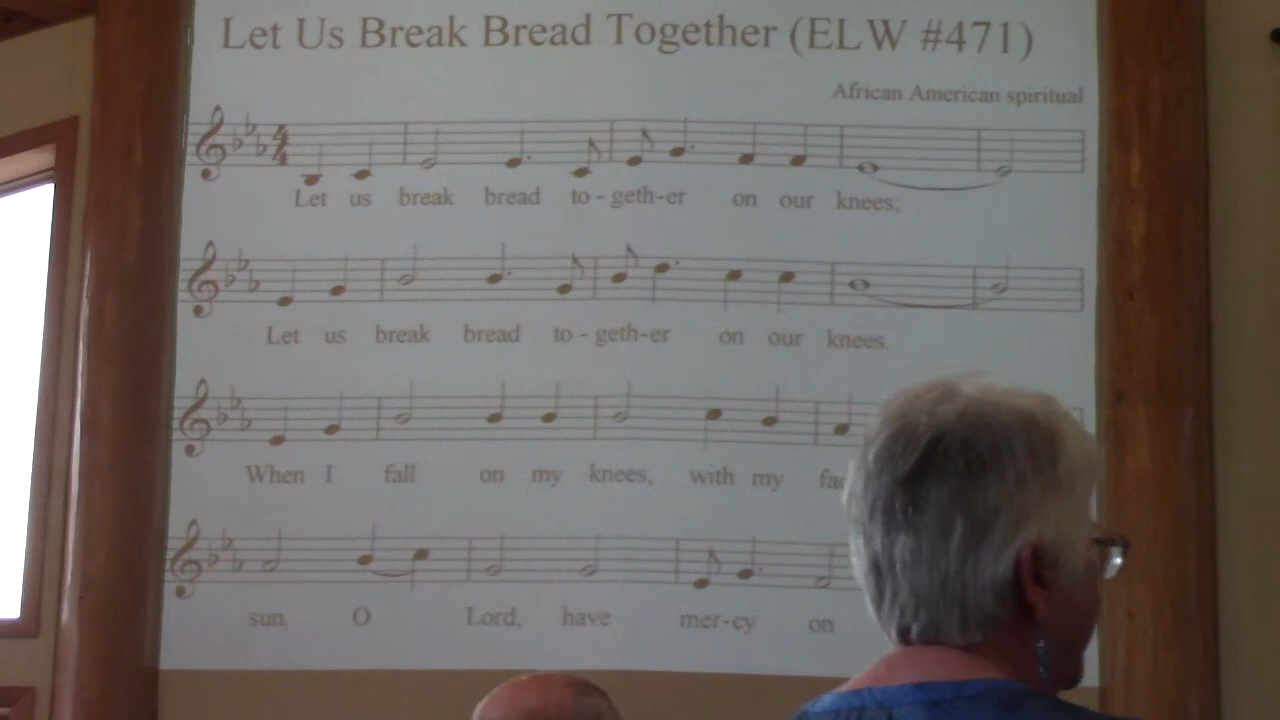 Let Us Break Bread Together (ELW #471)
African American spiritual
Let us break bread to - geth-er on our knees;
Let us break bread to - geth-er on our knees.
When I fall on my knees, with my
sun, O Lord, have mer-cy on